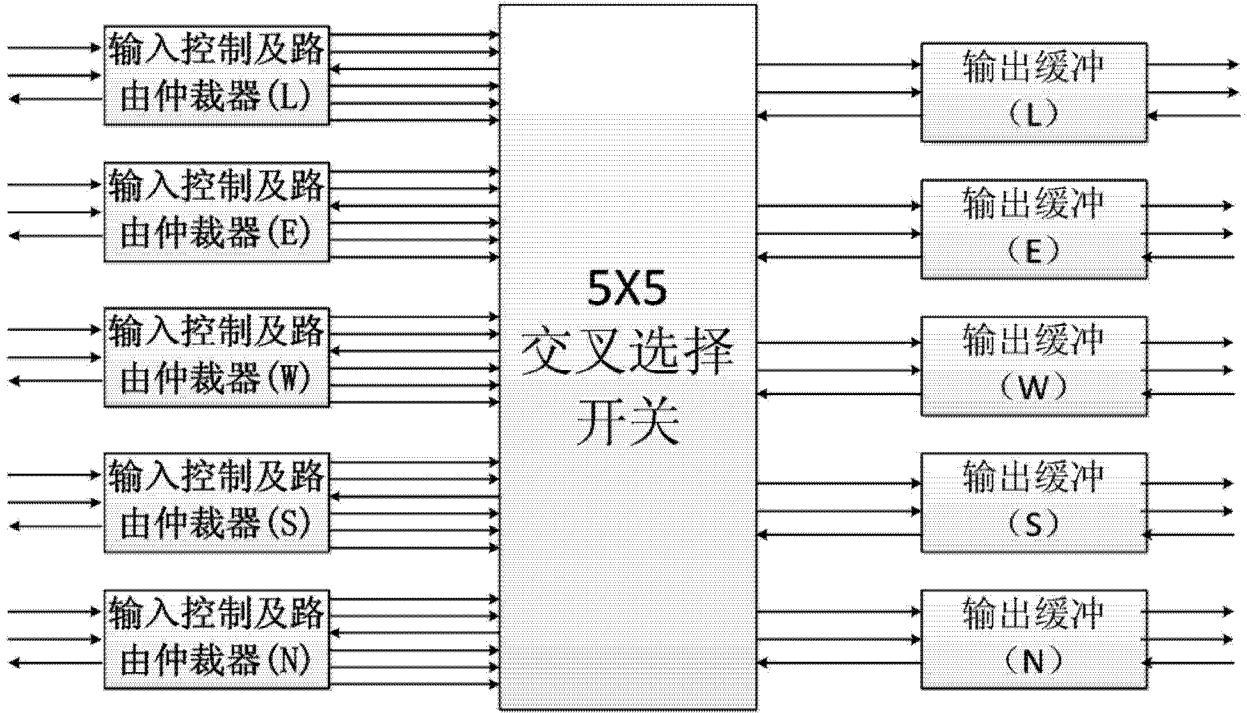 输入控制及路
由仲裁器(L)
输入控制及路
由仲裁器(E)
输入控制及路
由仲裁器(W)
输入控制及路
由仲裁器(S)
输入控制及路
由仲裁器(N)
5X5
交叉选择
开关
输出缓冲
（L）
输出缓冲
（E）
输出缓冲
（W）
输出缓冲
（S）
输出缓冲
（N）